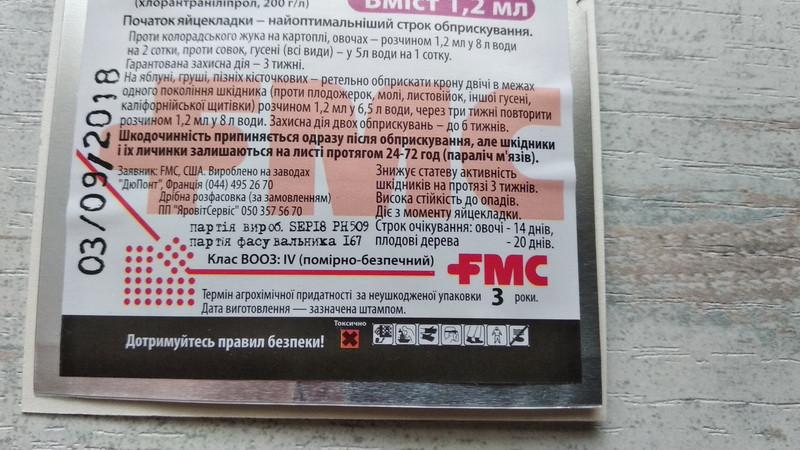 (хлорантраніліпрол, 200 г/л)
Вміст 1,2 мл
Початок яйцекладки – найоптимальніший строк обприскування.
Проти колорадського жука на картоплі, овочах – розчином 1,2 мл у 8 л води
на 2 сотки, проти совок, гусені (всі види) – у 5л води на 1 сотку.
Гарантована захисна дія – 3 тижні.
На яблуні, груші, пізніх кісточкових – ретельно обприскати крону двічі в межах
одного покоління шкідника (проти плодожерок, молі, листовійок, іншої гусені,
каліфорнійської щитівки) розчином 1,2 мл у 6,5 л води, через три тижні повторити
розчином 1,2 мл у 8 л води. Захисна дія двох обприскувань – до 6 тижнів.
Шкодочинність припиняється одразу після обприскування, але шкідники
і їх личинки залишаються на листі протягом 24-72 год (параліч м'язів).
Заявник: FMC, США. Вироблено на заводах
"ДюПонт", Франція (044) 495 26 70
Дрібна розфасовка (за замовленням)
ПП "ЯровітСервіс" 050 357 56 70
Знижує статеву активність
шкідників на протязі 3 тижнів.
Висока стійкість до опадів.
Діє з моменту яйцекладки.
Строк очікування: овочі - 14 днів,
плодові дерева - 20 днів.
партія вироб. SEP18 PH509
партія фасувальника 167
03/09/2018
Клас ВООЗ: IV (помірно-безпечний)
FMC
FMC
Термін агрохімічної придатності за неушкодженої упаковки 3 роки.
Дата виготовлення — зазначена штампом.
Дотримуйтесь правил безпеки!
Токсично